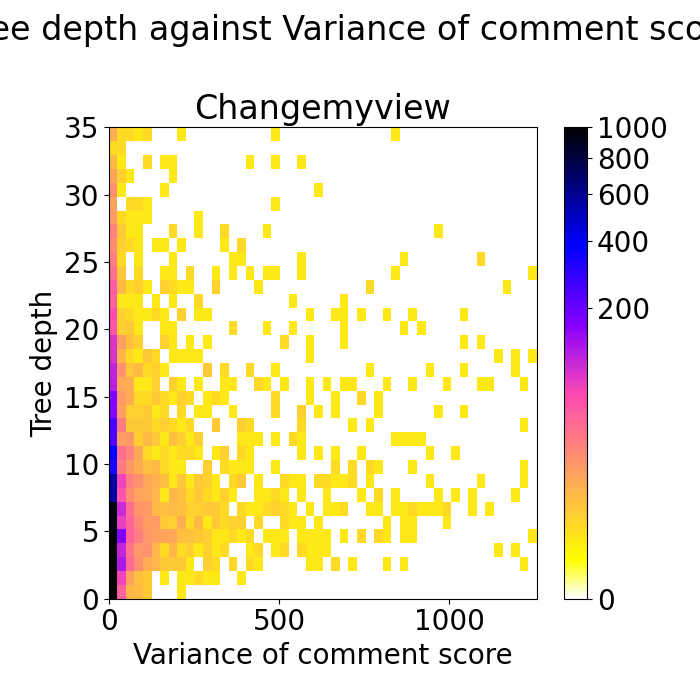 ee depth against Variance of comment sco
Changemyview
35
30
25
20
15
10
5
0
Tree depth
0 500 1000
Variance of comment score
1000
800
600
400
200
0